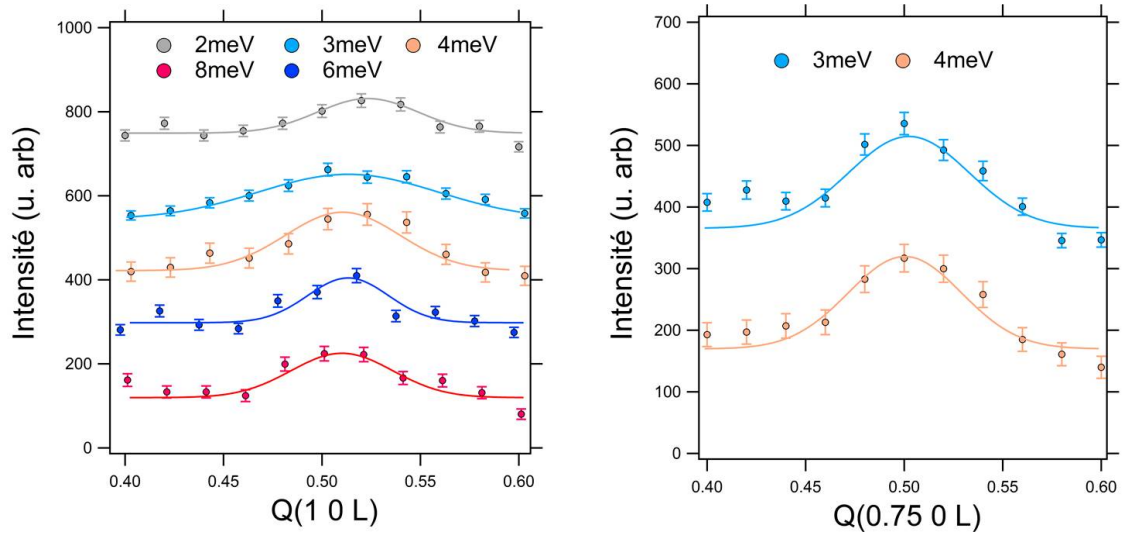 1000
800
600
400
200
0
Intensité (u. arb)
2meV 3meV 4meV
8meV 6meV
0.40 0.45 0.50 0.55 0.60
Q(1 0 L)
700
600
500
400
300
200
100
0
Intensité (u. arb)
3meV 4meV
0.40 0.45 0.50 0.55 0.60
Q(0.75 0 L)